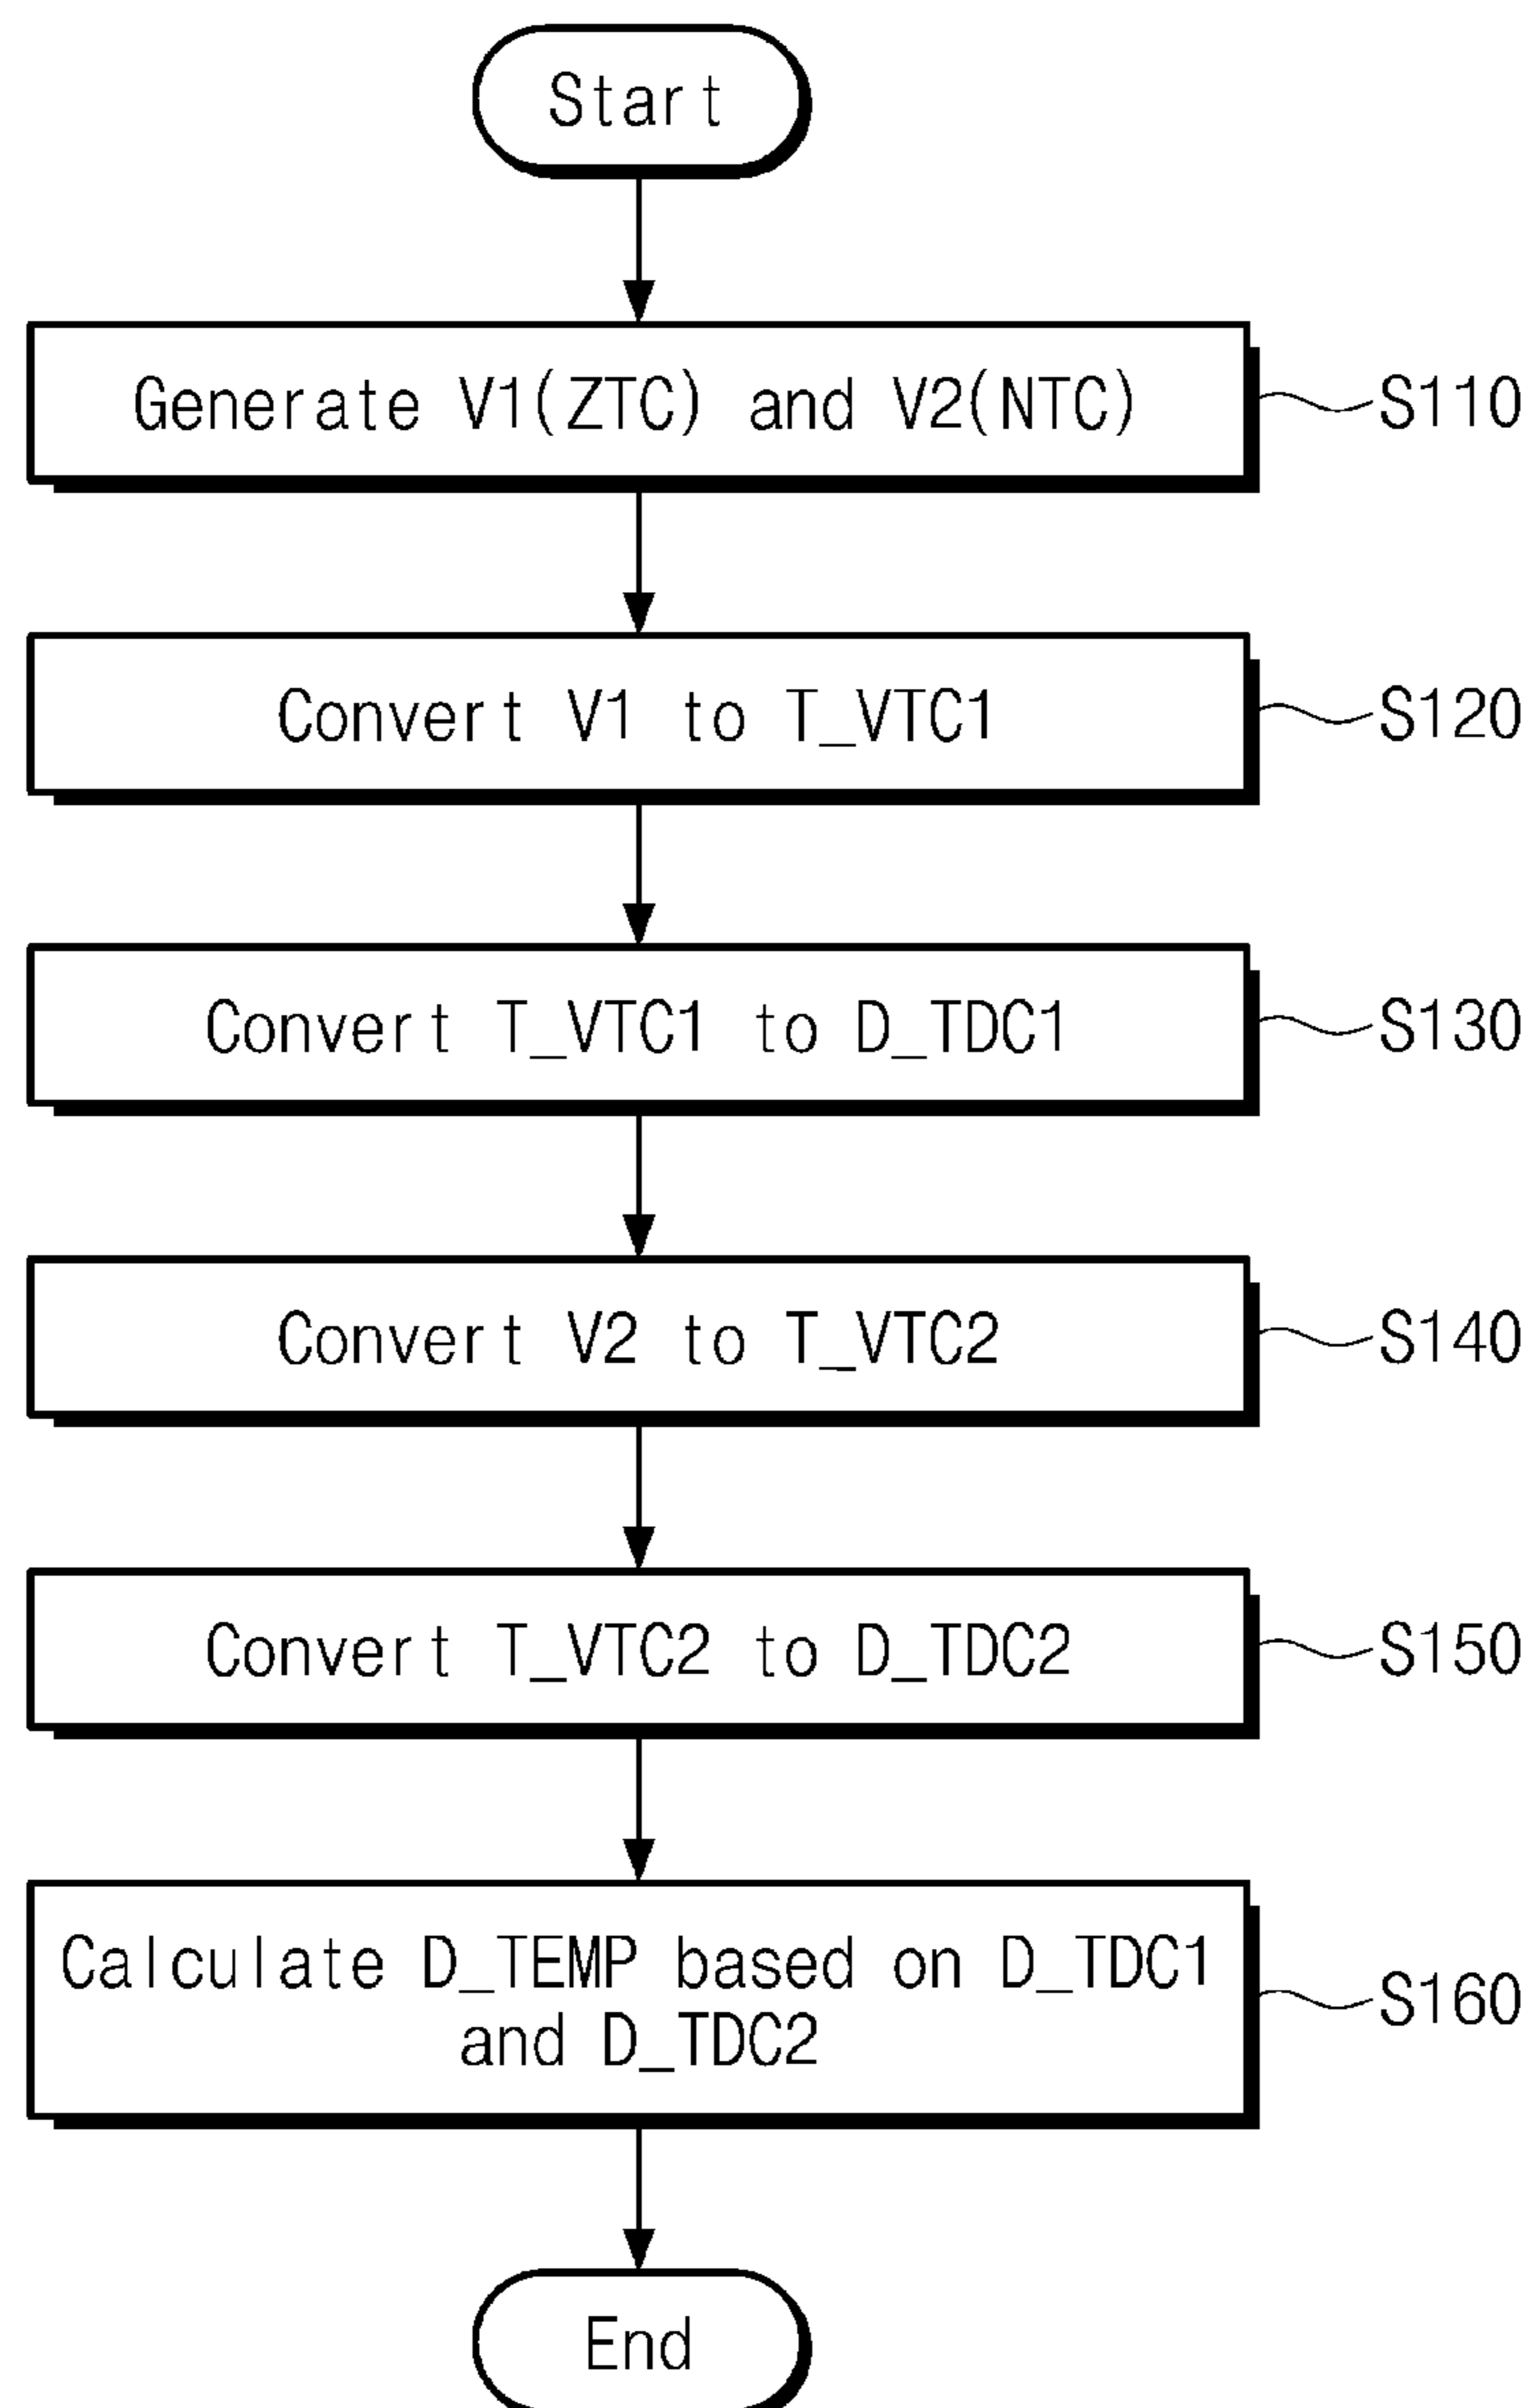 Start
Generate V1(ZTC) and V2(NTC)
S110
Convert V1 to T_VTC1
S120
Convert T_VTC1 to D_TDC1
S130
Convert V2 to T_VTC2
S140
Convert T_VTC2 to D_TDC2
S150
Calculate D_TEMP based on D_TDC1
and D_TDC2
S160
End